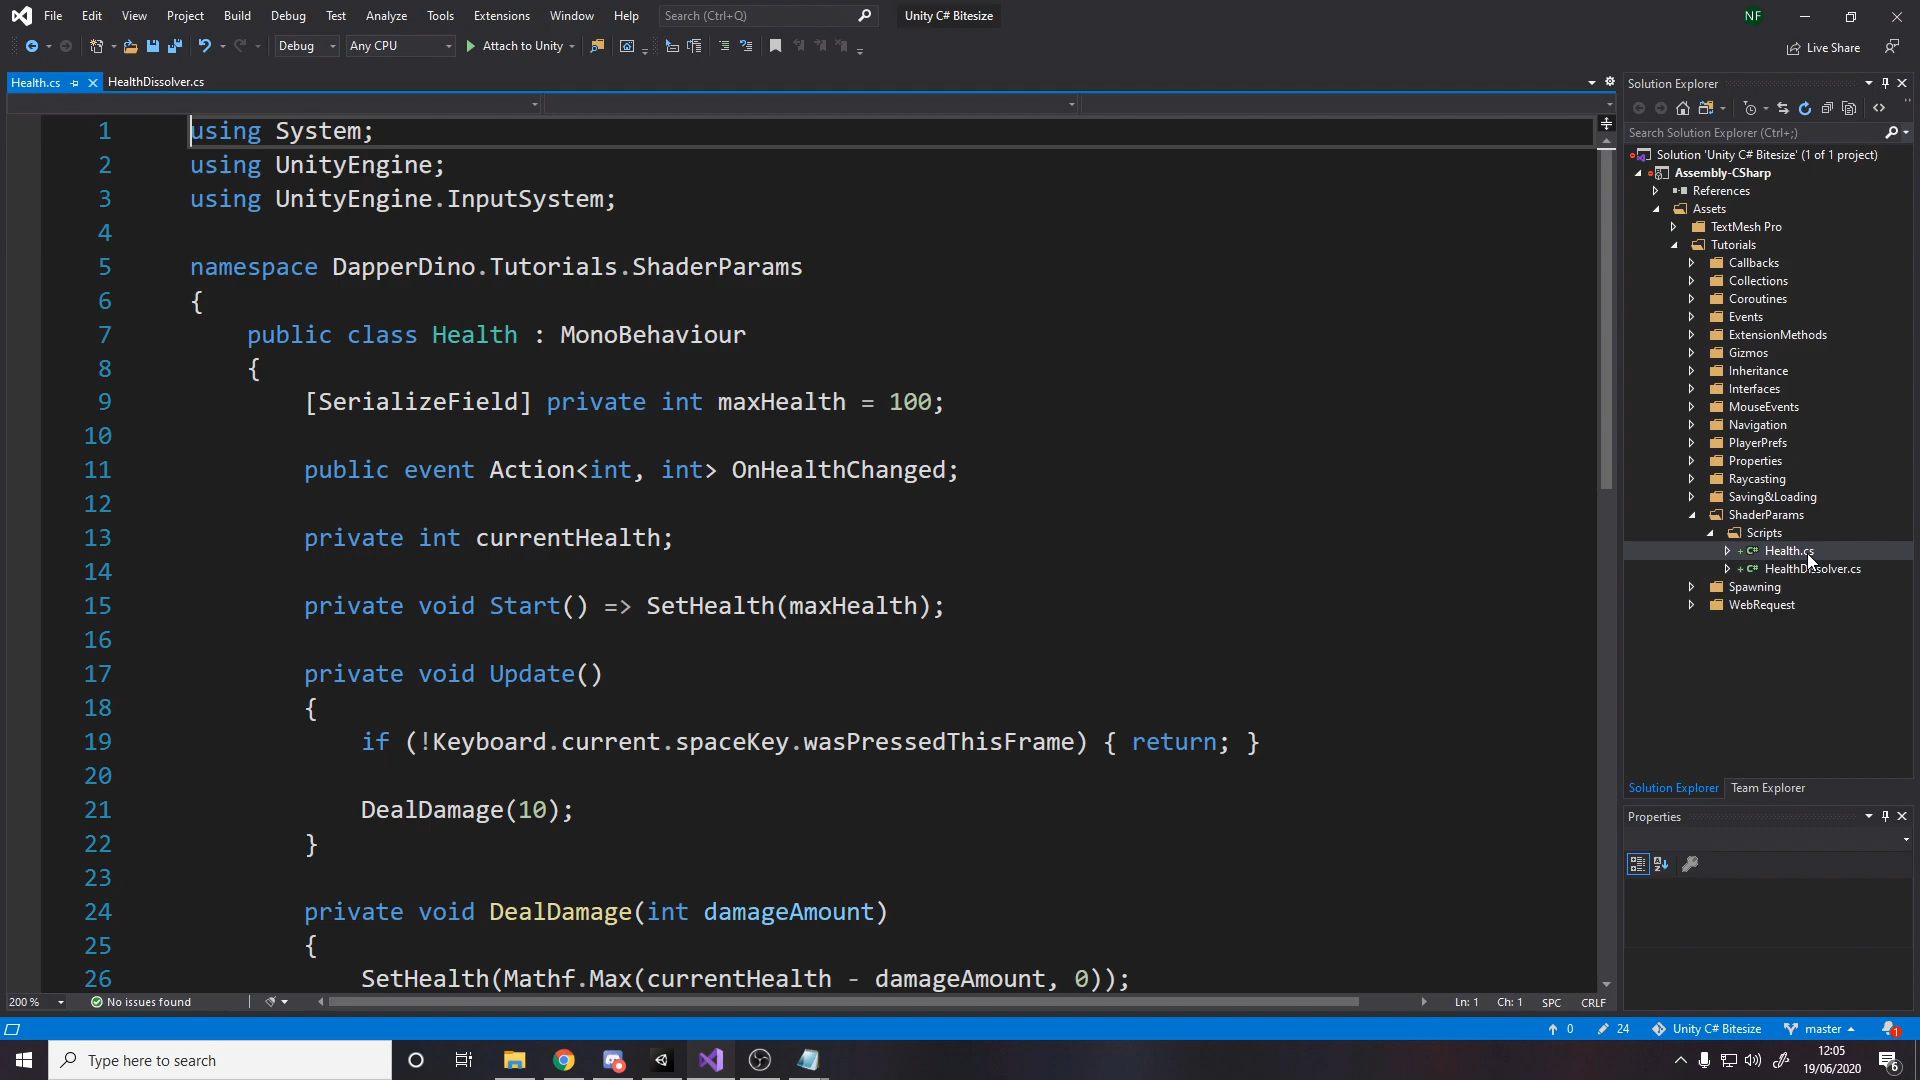 File Edit View Project Build Debug Test Analyze Tools Extensions Window Help Search (Ctrl+Q) Unity C# Bitesize NF
Debug Any CPU Attach to Unity Live Share
Health.cs HealthDissolver.cs
1 using System;
2 using UnityEngine;
3 using UnityEngine.InputSystem;
4
5 namespace DapperDino.Tutorials.ShaderParams
6 {
7 public class Health : MonoBehaviour
8 {
9 [SerializeField] private int maxHealth = 100;
10
11 public event Action<int, int> OnHealthChanged;
12
13 private int currentHealth;
14
15 private void Start() => SetHealth(maxHealth);
16
17 private void Update()
18 {
19 if (!Keyboard.current.spaceKey.wasPressedThisFrame) { return; }
20
21 DealDamage(10);
22 }
23
24 private void DealDamage(int damageAmount)
25 {
26 SetHealth(Mathf.Max(currentHealth - damageAmount, 0));
200 % No issues found Ln: 1 Ch: 1 SPC CRLF
Solution Explorer
Search Solution Explorer (Ctrl+;)
Solution 'Unity C# Bitesize' (1 of 1 project)
Assembly-CSharp
References
Assets
TextMesh Pro
Tutorials
Callbacks
Collections
Coroutines
Events
ExtensionMethods
Gizmos
Inheritance
Interfaces
MouseEvents
Navigation
PlayerPrefs
Properties
Raycasting
Saving&Loading
ShaderParams
Scripts
C# Health.cs
C# HealthDissolver.cs
Spawning
WebRequest
Solution Explorer Team Explorer
Properties
0 24 Unity C# Bitesize master 1
Type here to search
12:05
19/06/2020
6